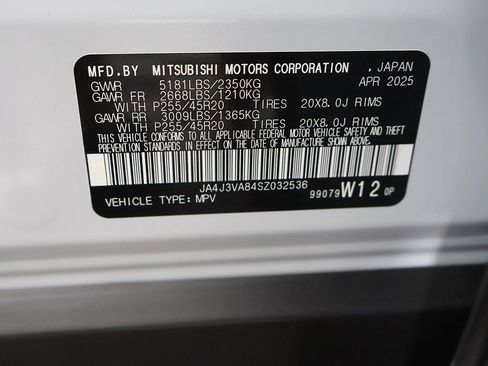 MFD.BY MITSUBISHI MOTORS CORPORATION . JAPAN
GVWR 5181LBS/2350KG APR 2025
GAWR FR 2668LBS/1210KG
WITH P255/45R20 TIRES 20X8.0J RIMS
GAWR RR 3009LBS/1365KG
WITH P255/45R20 TIRES 20X8.0J RIMS
THIS VEHICLE CONFORMS TO ALL APPLICABLE FEDERAL MOTOR VEHICLE SAFETY AND THEFT
PREVENTION STANDARDS IN EFFECT ON THE DATE OF MANUFACTURE SHOWN ABOVE.
JA4J3VA84SZ032536
VEHICLE TYPE: MPV 99079 W12 0P